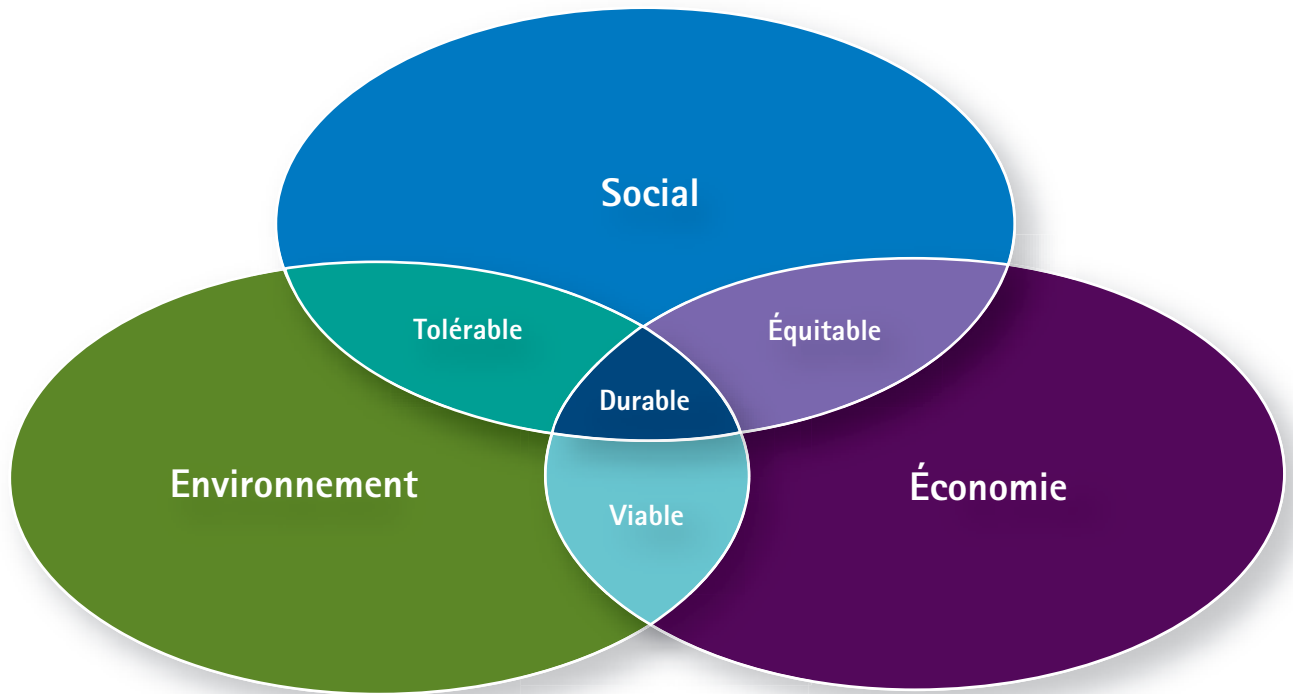 Social
Tolérable
Équitable
Durable
Environnement
Économie
Viable